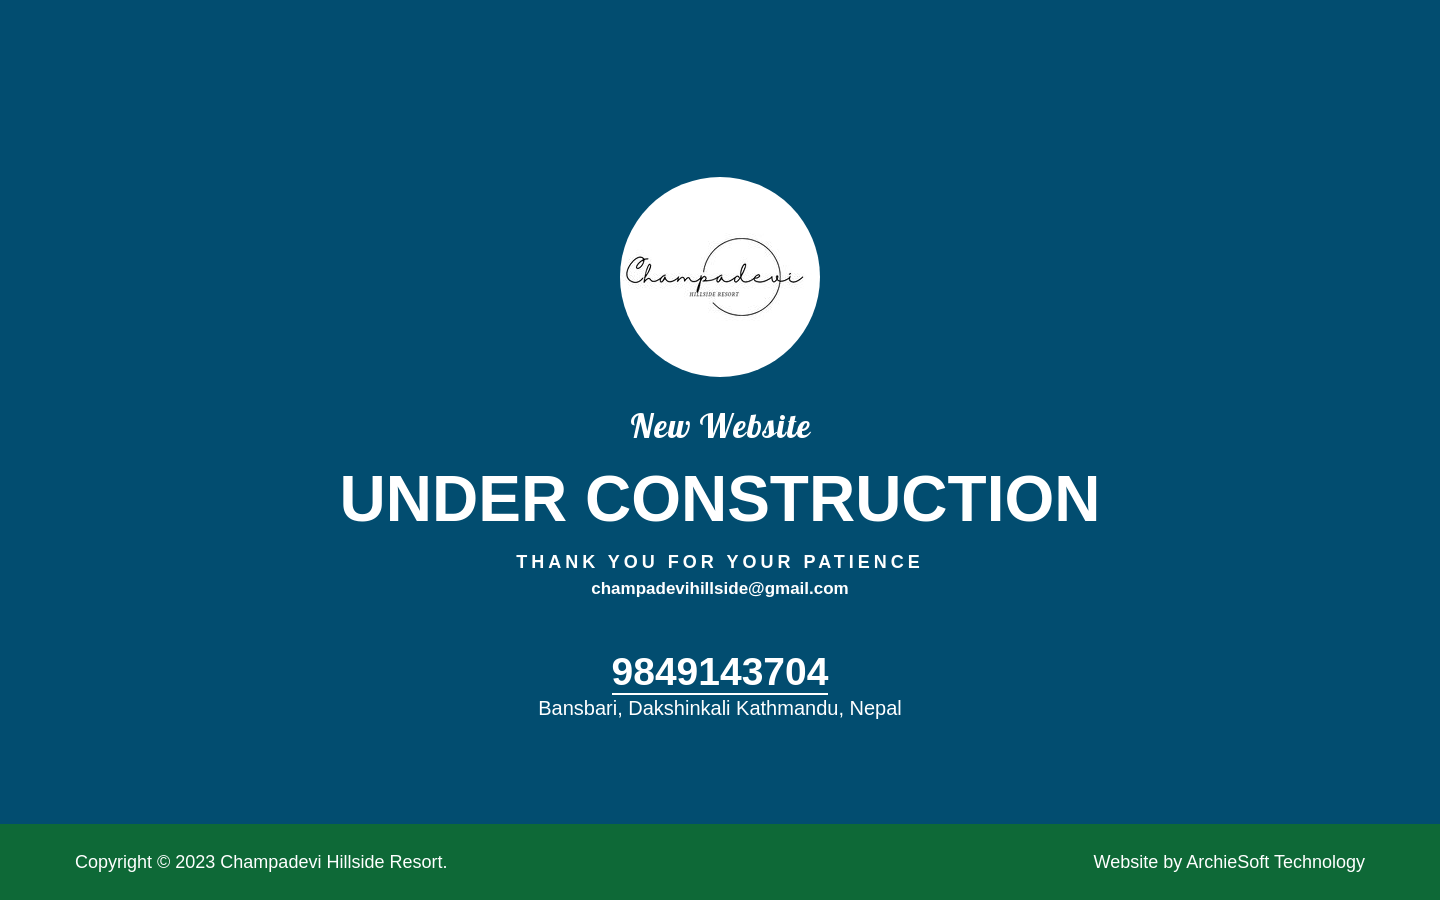 Champadevi
HILLSIDE RESORT
New Website
UNDER CONSTRUCTION
THANK YOU FOR YOUR PATIENCE
champadevihillside@gmail.com
9849143704
Bansbari, Dakshinkali Kathmandu, Nepal
Copyright © 2023 Champadevi Hillside Resort.
Website by ArchieSoft Technology